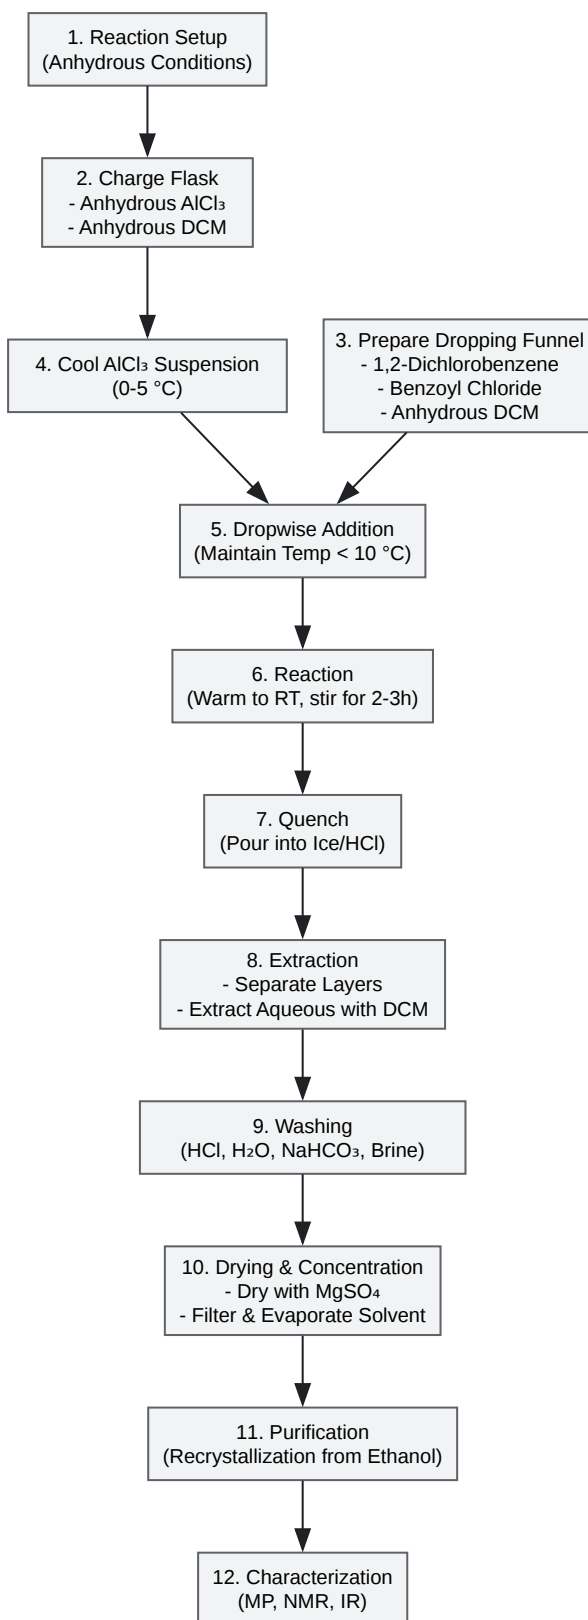 1. Reaction Setup
(Anhydrous Conditions)
2. Charge Flask
- Anhydrous AlCl₃
- Anhydrous DCM
3. Prepare Dropping Funnel
- 1,2-Dichlorobenzene
- Benzoyl Chloride
- Anhydrous DCM
4. Cool AlCl₃ Suspension
(0-5 °C)
5. Dropwise Addition
(Maintain Temp < 10 °C)
6. Reaction
(Warm to RT, stir for 2-3h)
7. Quench
(Pour into Ice/HCl)
8. Extraction
- Separate Layers
- Extract Aqueous with DCM
9. Washing
(HCl, H₂O, NaHCO₃, Brine)
10. Drying & Concentration
- Dry with MgSO₄
- Filter & Evaporate Solvent
11. Purification
(Recrystallization from Ethanol)
12. Characterization
(MP, NMR, IR)